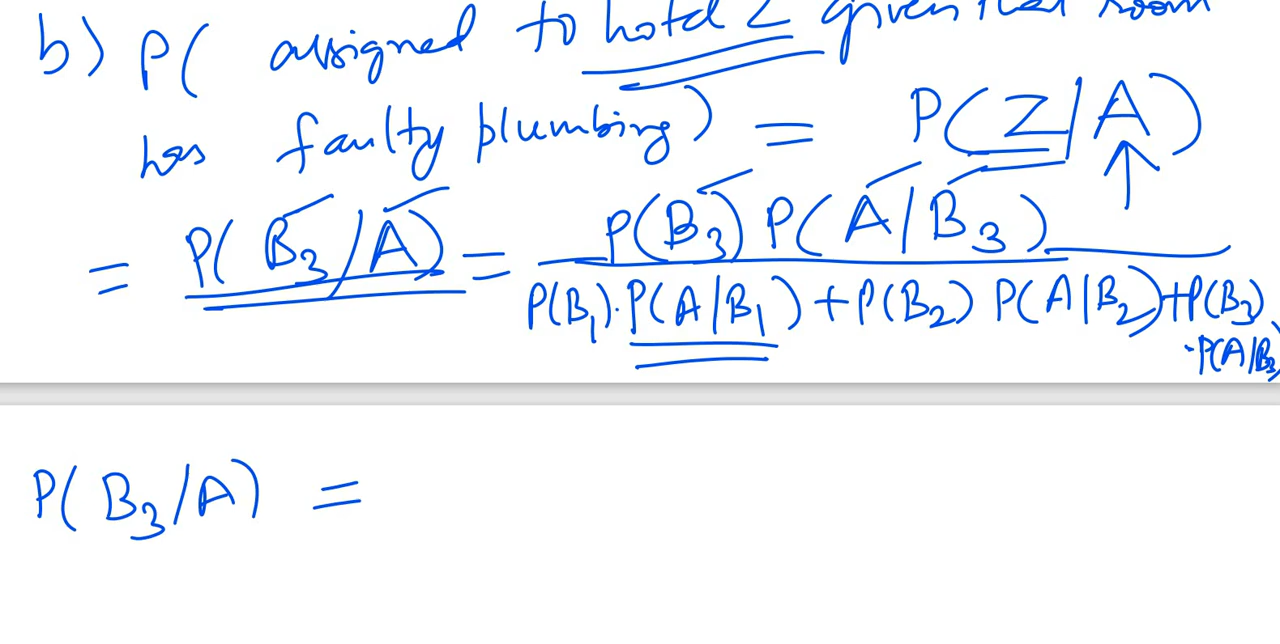 b) P( assigned to hotel Z given that room
has faulty plumbing) = P(Z/A)
= P(B₃/A) = P(B₃) P(A/B₃)
P(B₁).P(A/B₁) + P(B₂) P(A|B₂)+P(B₃)
.P(A/B₃)
P(B₃/A) =